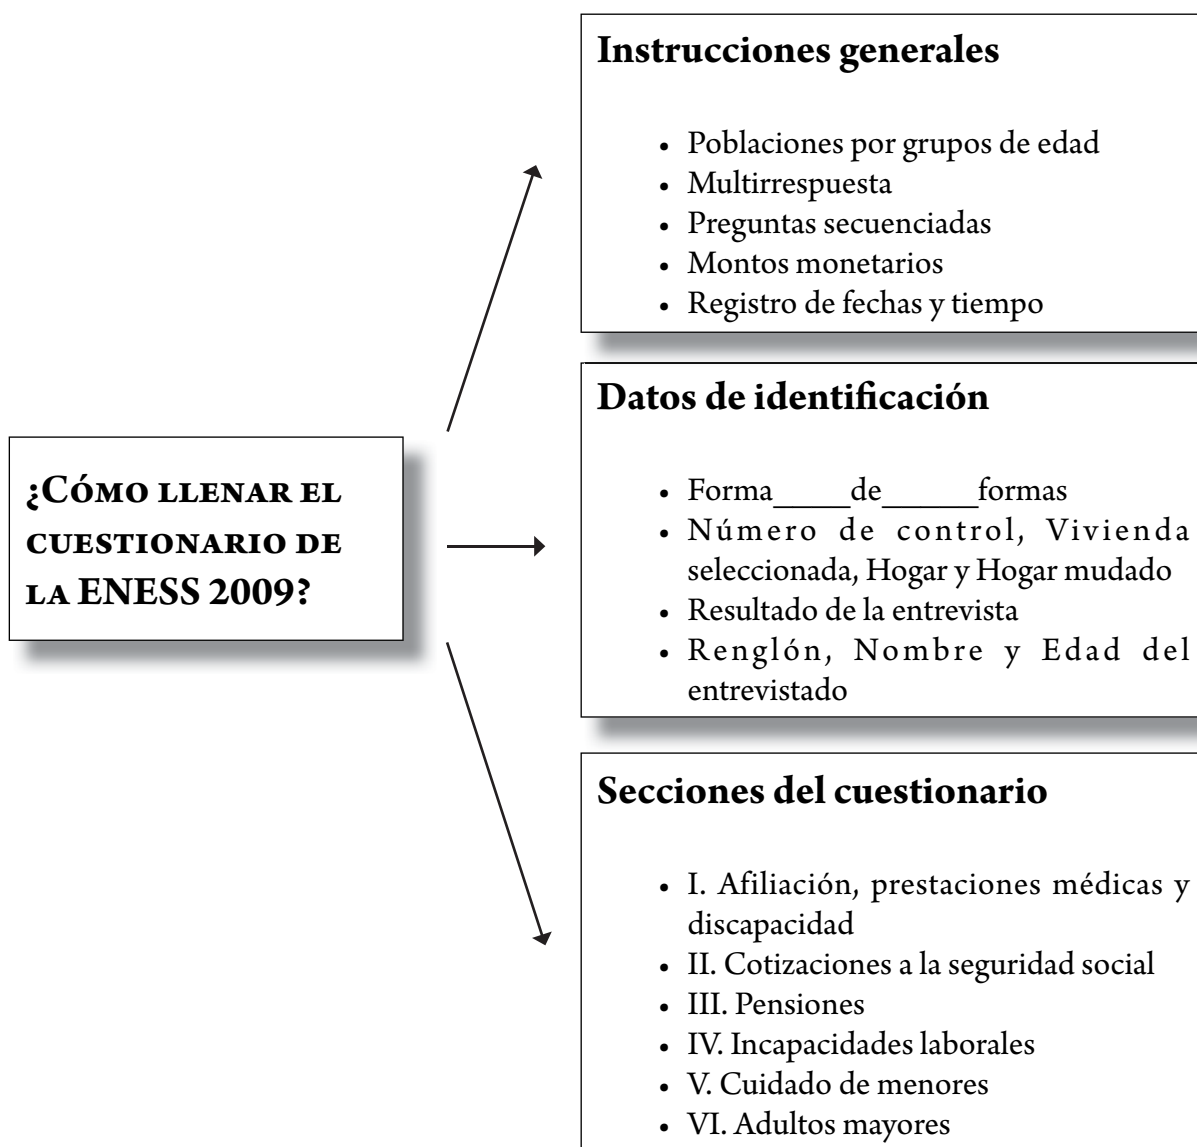 ¿Cómo llenar el
cuestionario de
la ENESS 2009?
Instrucciones generales
• Poblaciones por grupos de edad
• Multirrespuesta
• Preguntas secuenciadas
• Montos monetarios
• Registro de fechas y tiempo
Datos de identificación
• Forma_____de______formas
• Número de control, Vivienda
seleccionada, Hogar y Hogar mudado
• Resultado de la entrevista
• Renglón, Nombre y Edad del
entrevistado
Secciones del cuestionario
• I. Afiliación, prestaciones médicas y
discapacidad
• II. Cotizaciones a la seguridad social
• III. Pensiones
• IV. Incapacidades laborales
• V. Cuidado de menores
• VI. Adultos mayores